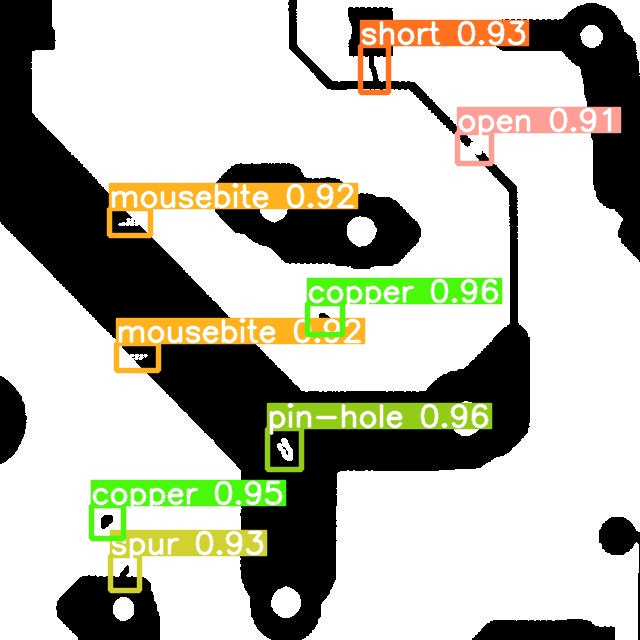 short 0.93
open 0.91
mousebite 0.92
copper 0.96
mousebite 0.92
pin-hole 0.96
copper 0.95
spur 0.93